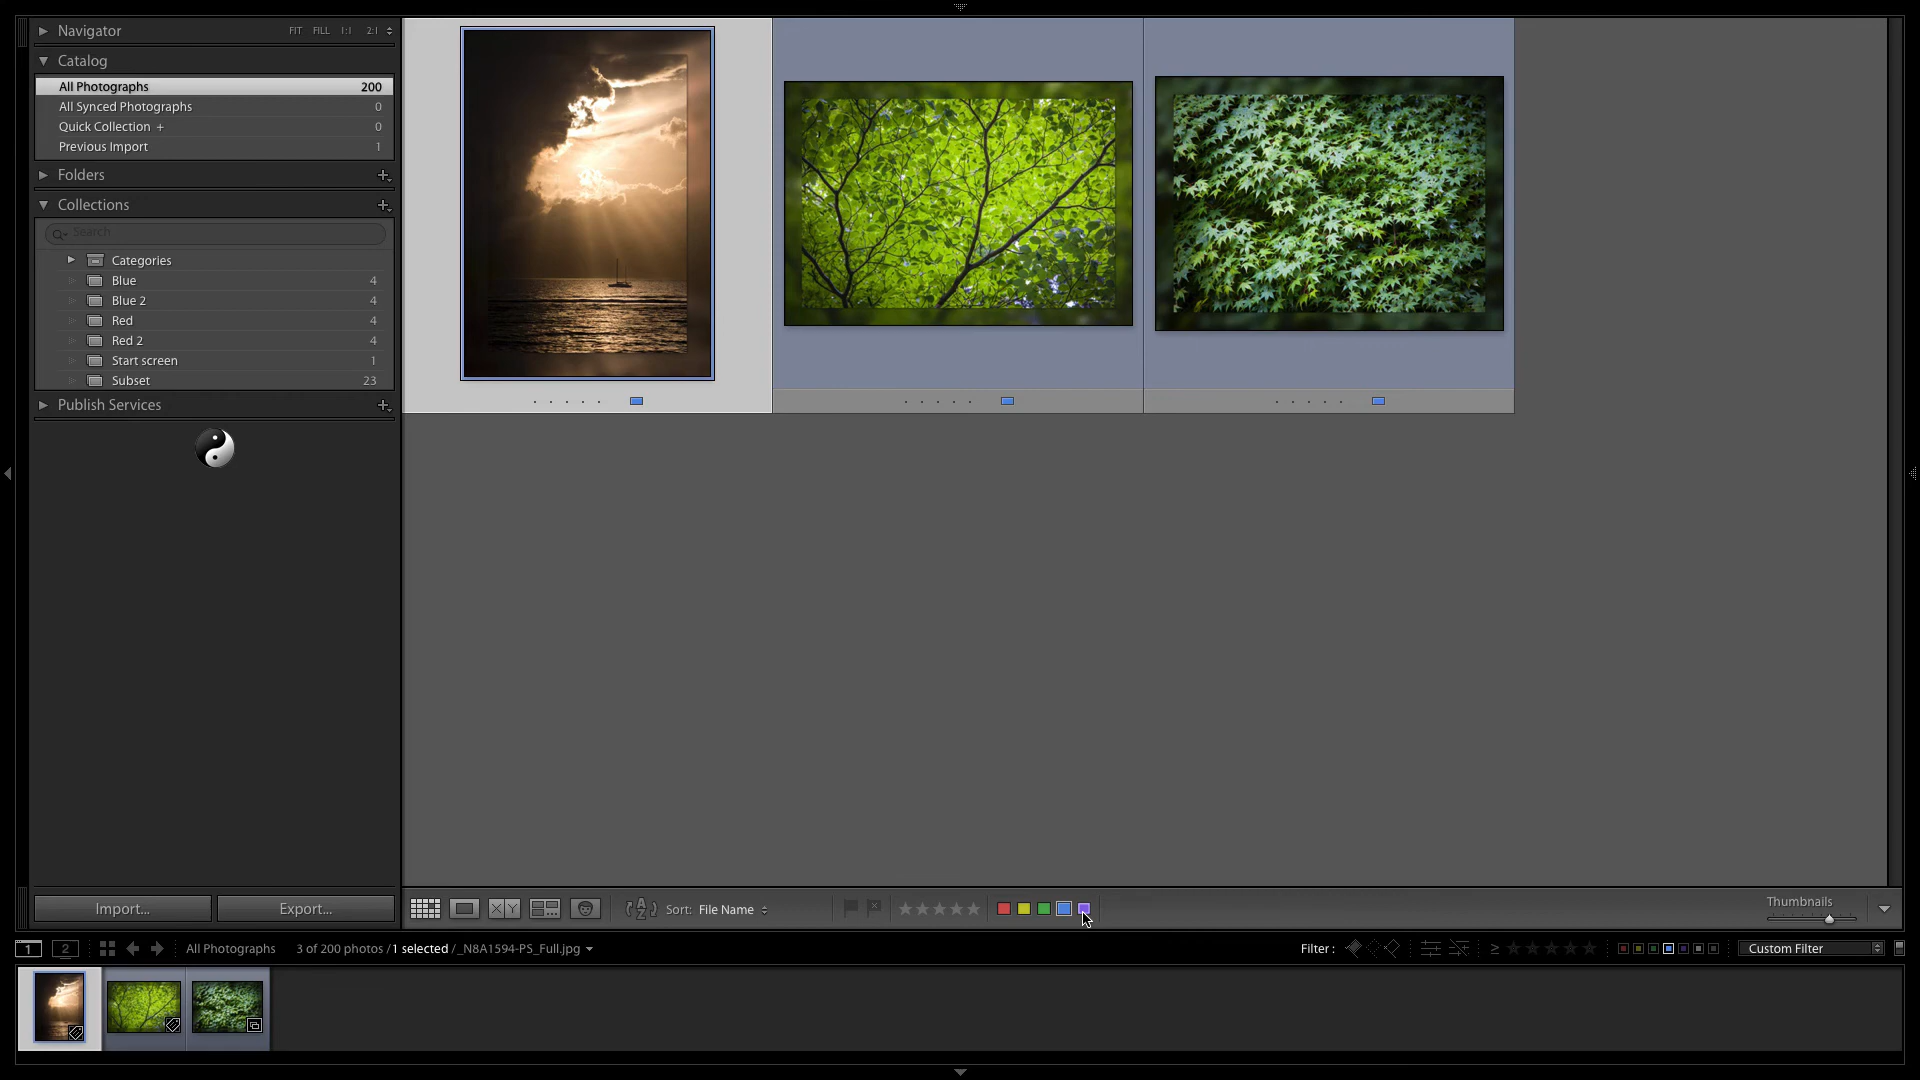 Navigator FIT FILL 1:1 2:1
Catalog
All Photographs 200
All Synced Photographs 0
Quick Collection + 0
Previous Import 1
Folders +
Collections +
Search
Categories
Blue 4
Blue 2 4
Red 4
Red 2 4
Start screen 1
Subset 23
Publish Services +
Import... Export... XY AZ Sort: File Name Thumbnails
1 2 All Photographs 3 of 200 photos / 1 selected / _N8A1594-PS_Full.jpg Filter : ≥ Custom Filter